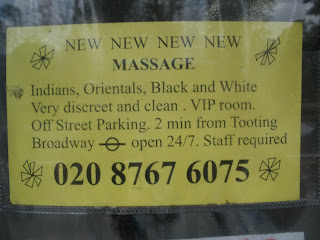 NEW NEW NEW NEW
MASSAGE
Indians, Orientals, Black and White
Very discreet and clean . VIP room.
Off Street Parking. 2 min from Tooting
Broadway open 24/7. Staff required
020 8767 6075